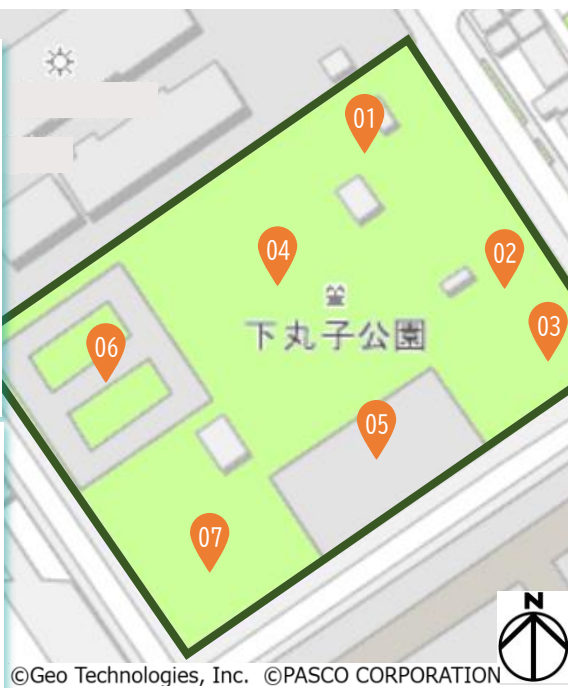 01
02
04
下丸子公園
03
06
05
07
N
©Geo Technologies, Inc. ©PASCO CORPORATION